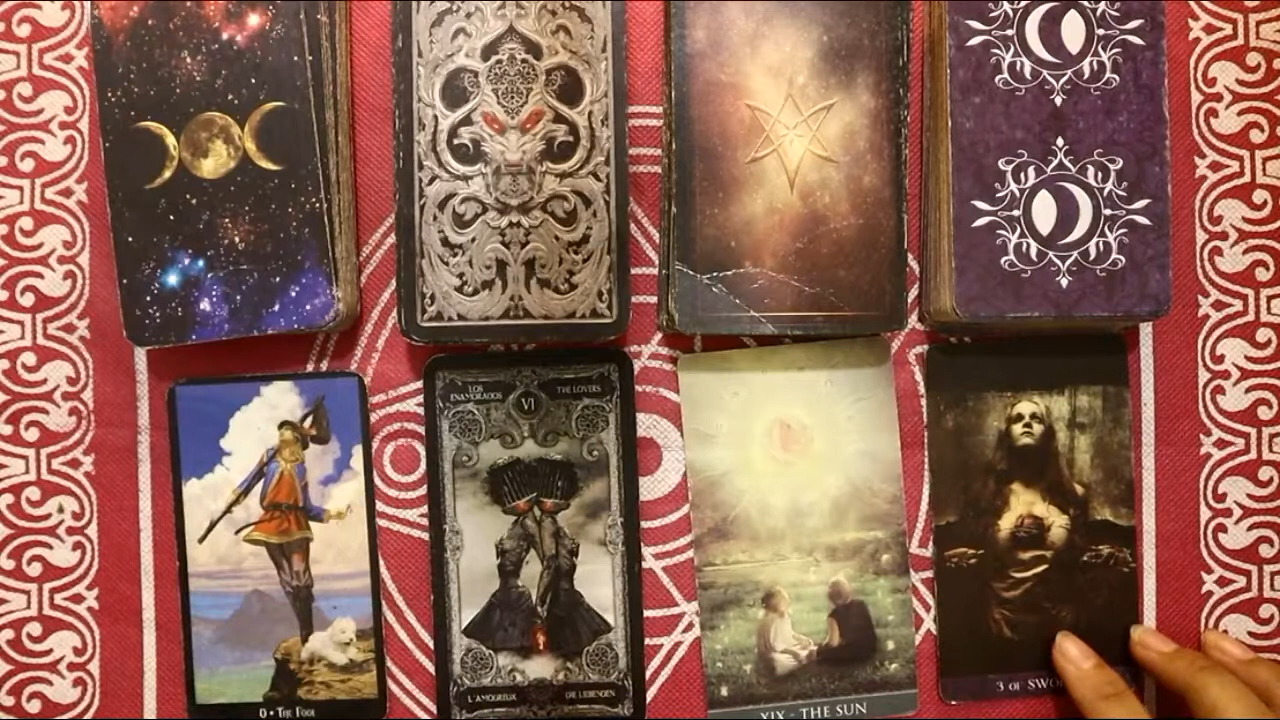 LOS
ENAMORADOS
VI
THE LOVERS
L'AMOUREUX
DIE LIEBENDEN
0 • THE FOOL
XIX - THE SUN
3 OF SWO